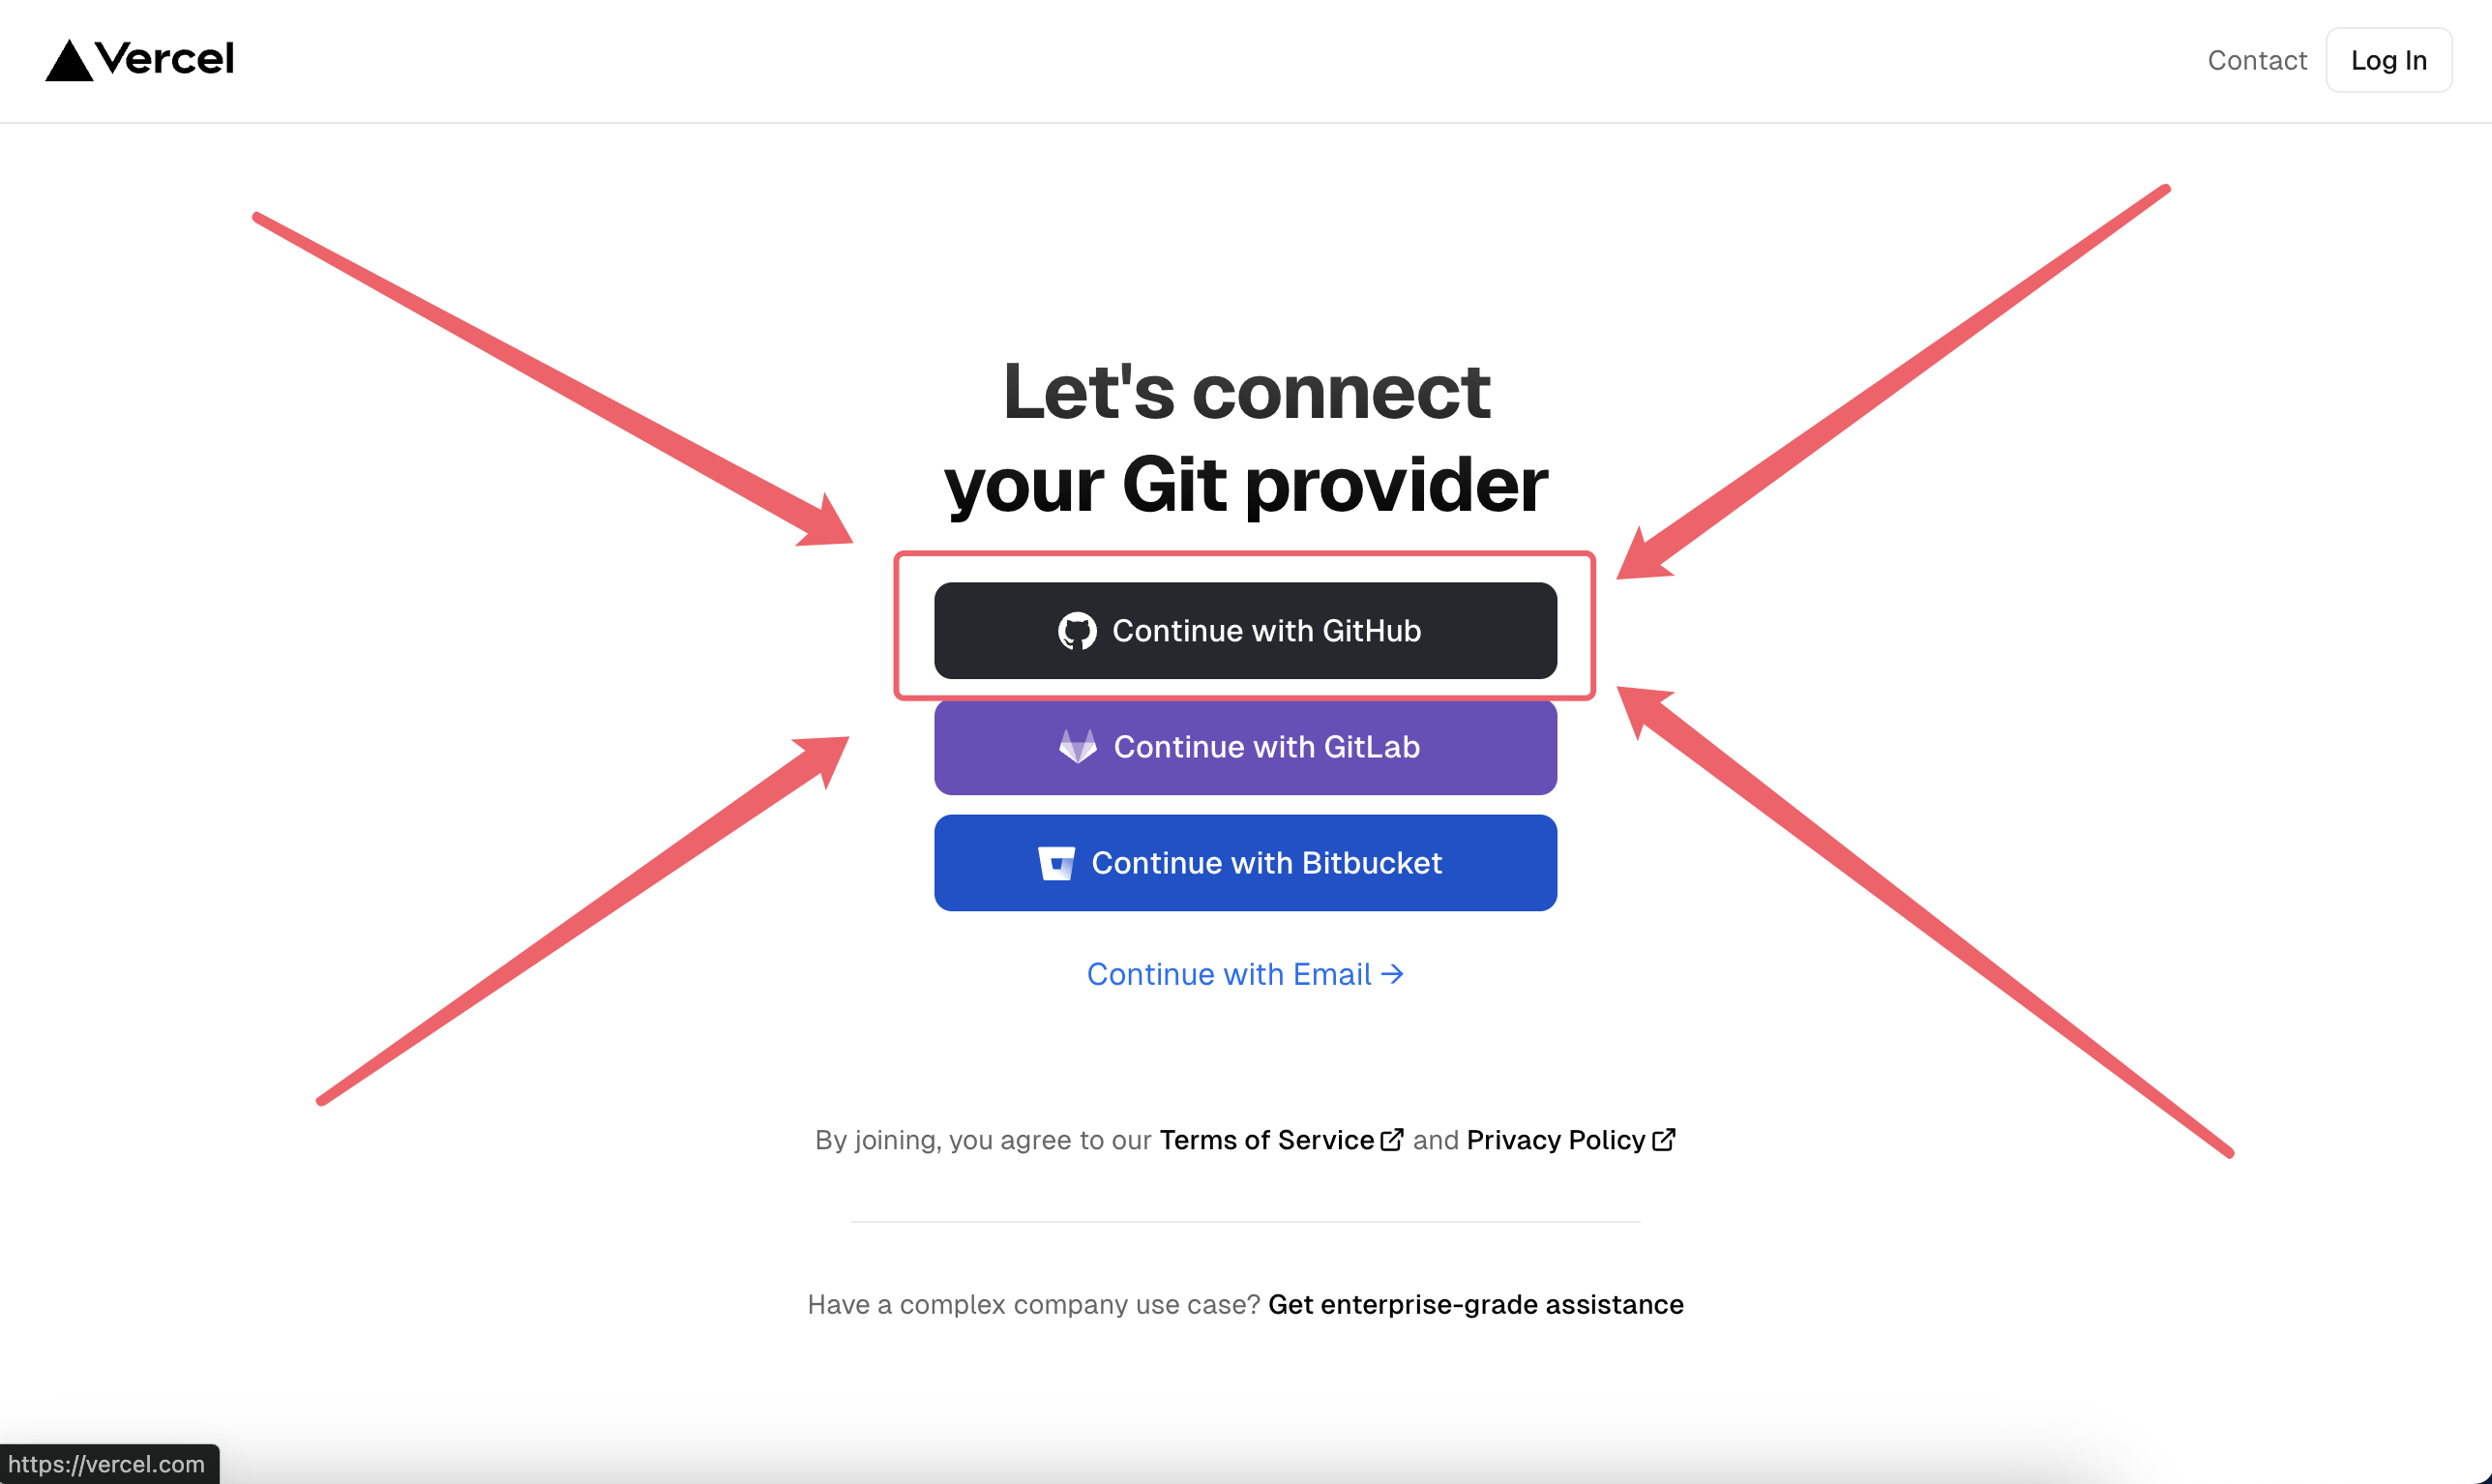 Vercel
Contact
Log In
Let's connect
your Git provider
Continue with GitHub
Continue with GitLab
Continue with Bitbucket
Continue with Email →
By joining, you agree to our Terms of Service and Privacy Policy
Have a complex company use case? Get enterprise-grade assistance
https://vercel.com